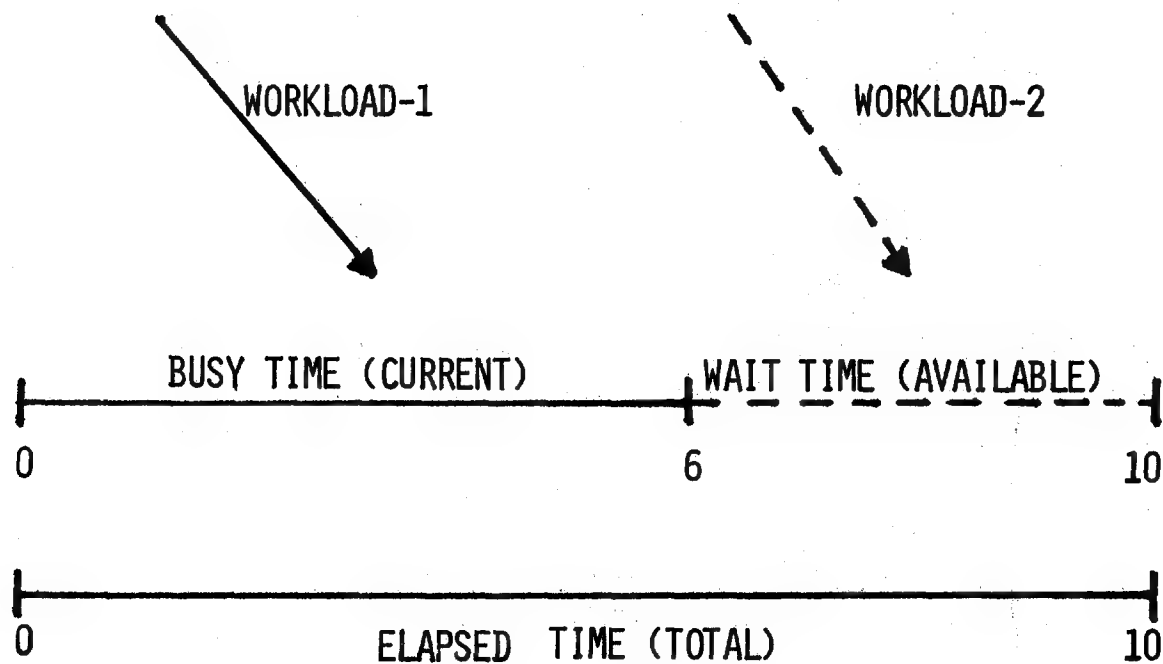 WORKLOAD-1 WORKLOAD-2
BUSY TIME (CURRENT) WAIT TIME (AVAILABLE)
0 6 10
0 ELAPSED TIME (TOTAL) 10